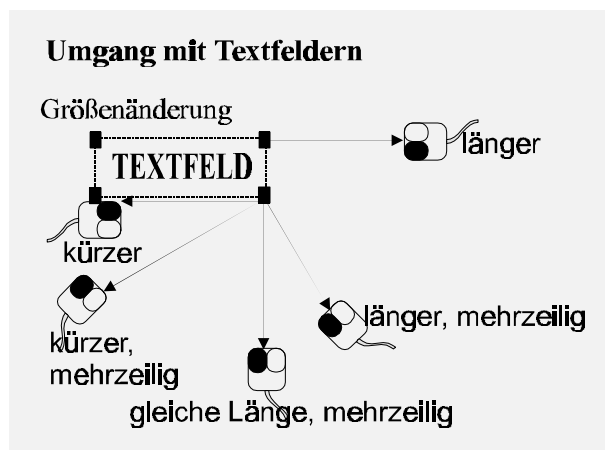 Umgang mit Textfeldern
Größenänderung
TEXTFELD
länger
kürzer
länger, mehrzeilig
kürzer,
mehrzeilig
gleiche Länge, mehrzeilig